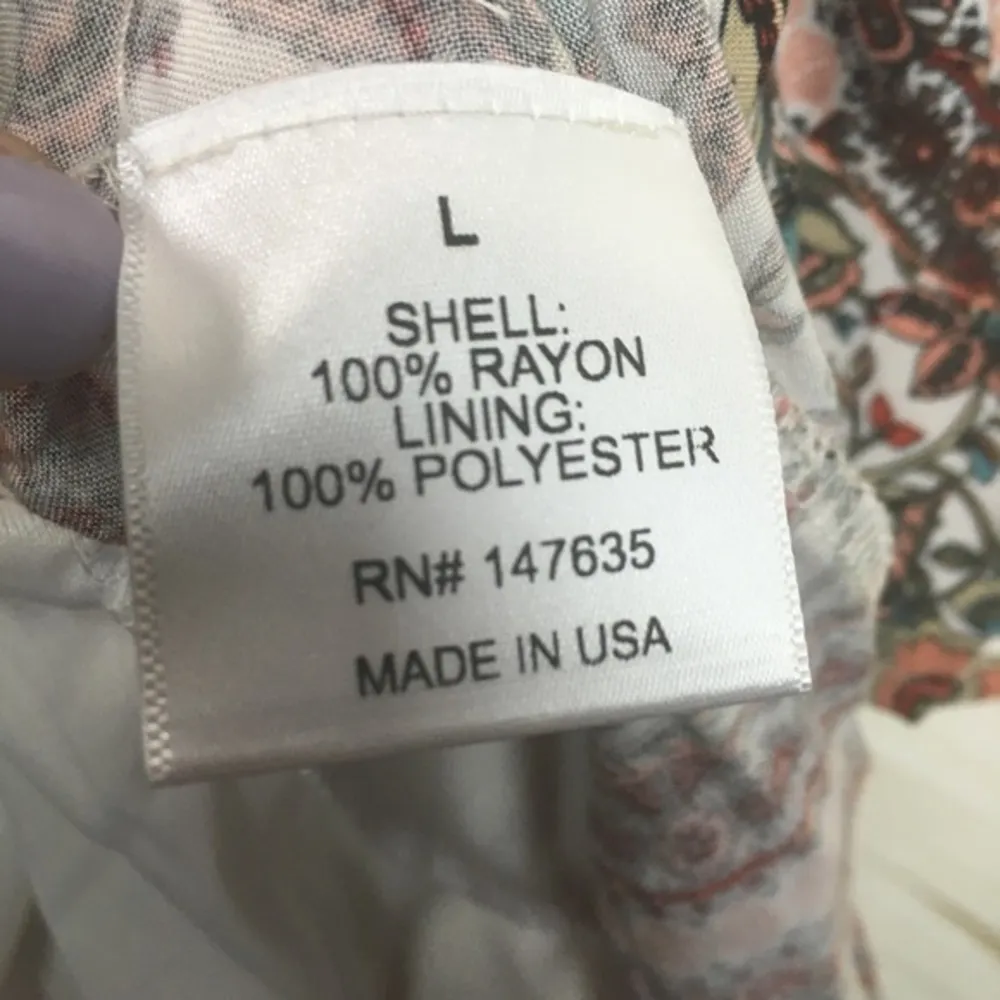 L
SHELL:
100% RAYON
LINING:
100% POLYESTER
RN# 147635
MADE IN USA